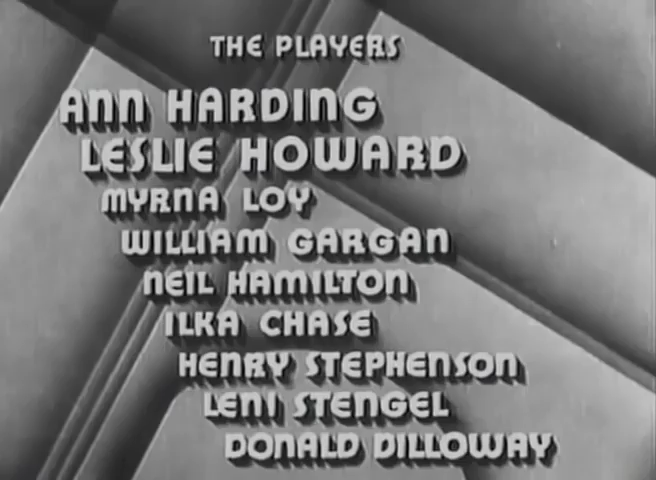 THE PLAYERS
ANN HARDING
LESLIE HOWARD
MYRNA LOY
WILLIAM GARGAN
NEIL HAMILTON
ILKA CHASE
HENRY STEPHENSON
LENI STENGEL
DONALD DILLOWAY